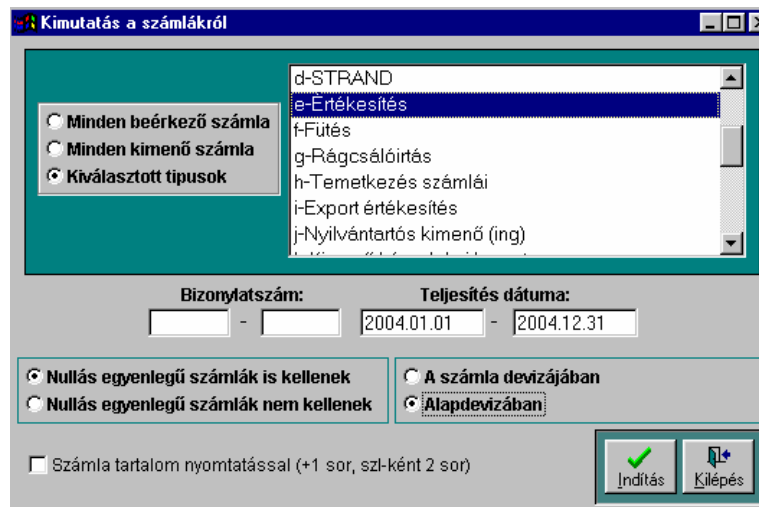 Kimutatás a számlákról
Minden beérkező számla
Minden kimenő számla
Kiválasztott tipusok
d-STRAND
e-Értékesítés
f-Fütés
g-Rágcsálóirtás
h-Temetkezés számlái
i-Export értékesítés
j-Nyilvántartós kimenő (ing)
Bizonylatszám: Teljesítés dátuma:
- 2004.01.01 - 2004.12.31
Nullás egyenlegű számlák is kellenek
Nullás egyenlegű számlák nem kellenek
A számla devizájában
Alapdevizában
Számla tartalom nyomtatással (+1 sor, szl-ként 2 sor)
Indítás
Kilépés